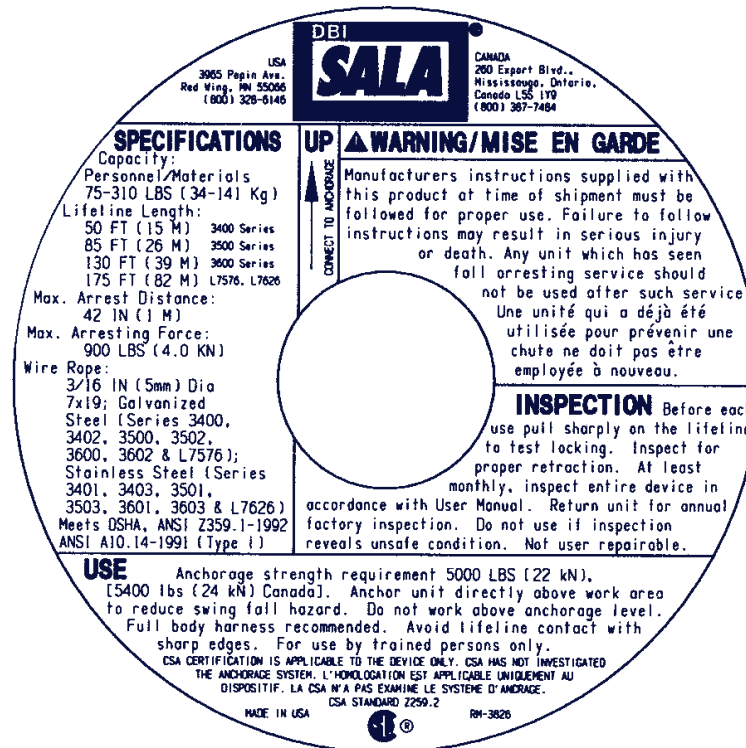 DBI
SALA
®
USA
3965 Pepin Ave.
Red Wing, MN 55066
(800) 328-6146
CANADA
260 Export Blvd.,
Mississauga, Ontario,
Canada L5S 1Y9
(800) 387-7484
SPECIFICATIONS
Capacity:
Personnel/Materials
75-310 LBS (34-141 Kg)
Lifeline Length:
50 FT (15 M) 3400 Series
85 FT (26 M) 3500 Series
130 FT (39 M) 3600 Series
175 FT (82 M) L7576, L7626
Max. Arrest Distance:
42 IN (1 M)
Max. Arresting Force:
900 LBS (4.0 KN)
Wire Rope:
3/16 IN (5mm) Dia
7x19; Galvanized
Steel (Series 3400,
3402, 3500, 3502,
3600, 3602 & L7576);
Stainless Steel (Series
3401, 3403, 3501,
3503, 3601, 3603 & L7626)
Meets OSHA, ANSI Z359.1-1992
ANSI A10.14-1991 (Type 1)
UP
CONNECT TO ANCHORAGE
WARNING/MISE EN GARDE
Manufacturers instructions supplied with
this product at time of shipment must be
followed for proper use. Failure to follow
instructions may result in serious injury
or death. Any unit which has seen
fall arresting service should
not be used after such service
Une unité qui a déjà été
utilisée pour prévenir une
chute ne doit pas être
employée à nouveau.
INSPECTION Before each
use pull sharply on the lifeline
to test locking. Inspect for
proper retraction. At least
monthly, inspect entire device in
accordance with User Manual. Return unit for annual
factory inspection. Do not use if inspection
reveals unsafe condition. Not user repairable.
USE Anchorage strength requirement 5000 LBS (22 kN),
[5400 lbs (24 kN) Canada]. Anchor unit directly above work area
to reduce swing fall hazard. Do not work above anchorage level.
Full body harness recommended. Avoid lifeline contact with
sharp edges. For use by trained persons only.
CSA CERTIFICATION IS APPLICABLE TO THE DEVICE ONLY. CSA HAS NOT INVESTIGATED
THE ANCHORAGE SYSTEM. L'HOMOLOGATION EST APPLICABLE UNIQUEMENT AU
DISPOSITIF. LA CSA N'A PAS EXAMINE LE SYSTEME D'ANCRAGE.
CSA STANDARD Z259.2
MADE IN USA
®
RM-3826